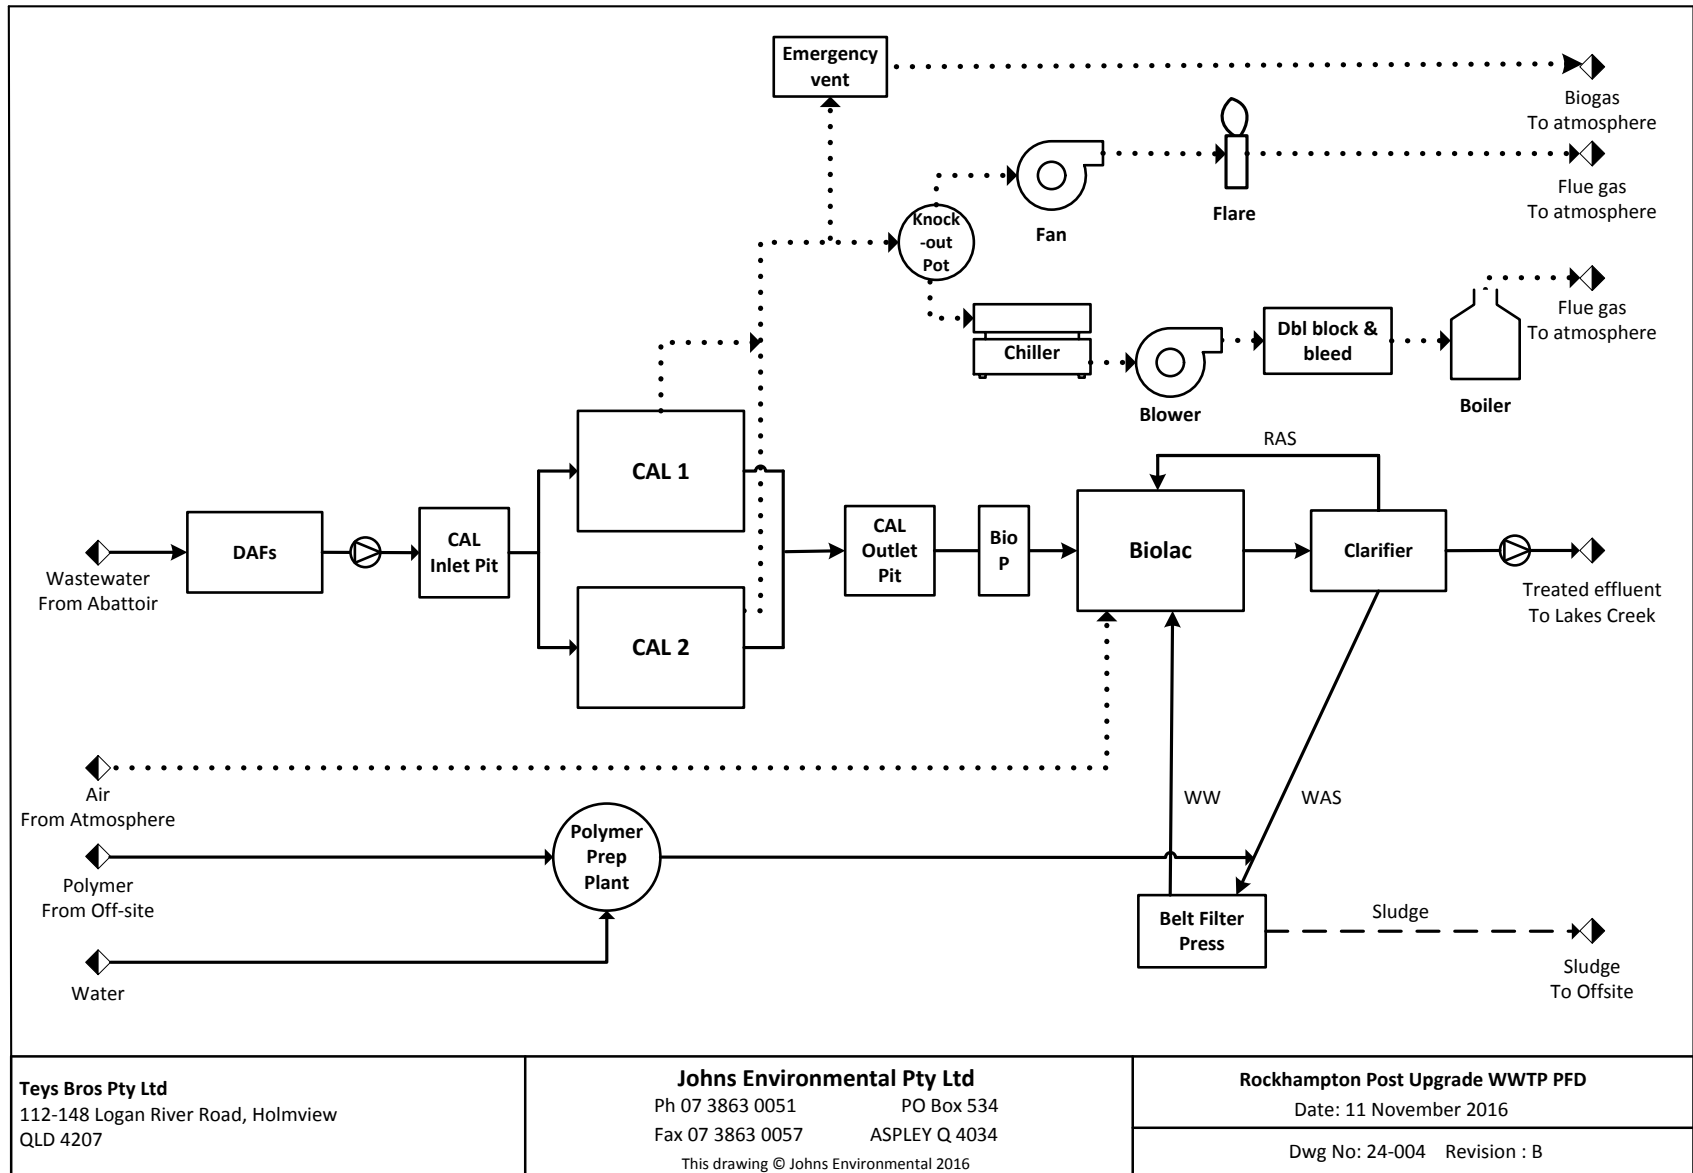 Emergency
vent
Biogas
To atmosphere
Flare
Flue gas
To atmosphere
Fan
Knock
-out
Pot
Chiller
Blower
Dbl block &
bleed
Boiler
Flue gas
To atmosphere
RAS
CAL 1
CAL 2
Wastewater
From Abattoir
DAFs
CAL
Inlet Pit
CAL
Outlet
Pit
Bio
P
Biolac
Clarifier
Treated effluent
To Lakes Creek
Air
From Atmosphere
WW
WAS
Polymer
From Off-site
Polymer
Prep
Plant
Water
Belt Filter
Press
Sludge
Sludge
To Offsite
Teys Bros Pty Ltd
112-148 Logan River Road, Holmview
QLD 4207
Johns Environmental Pty Ltd
Ph 07 3863 0051 PO Box 534
Fax 07 3863 0057 ASPLEY Q 4034
This drawing © Johns Environmental 2016
Rockhampton Post Upgrade WWTP PFD
Date: 11 November 2016
Dwg No: 24-004 Revision : B